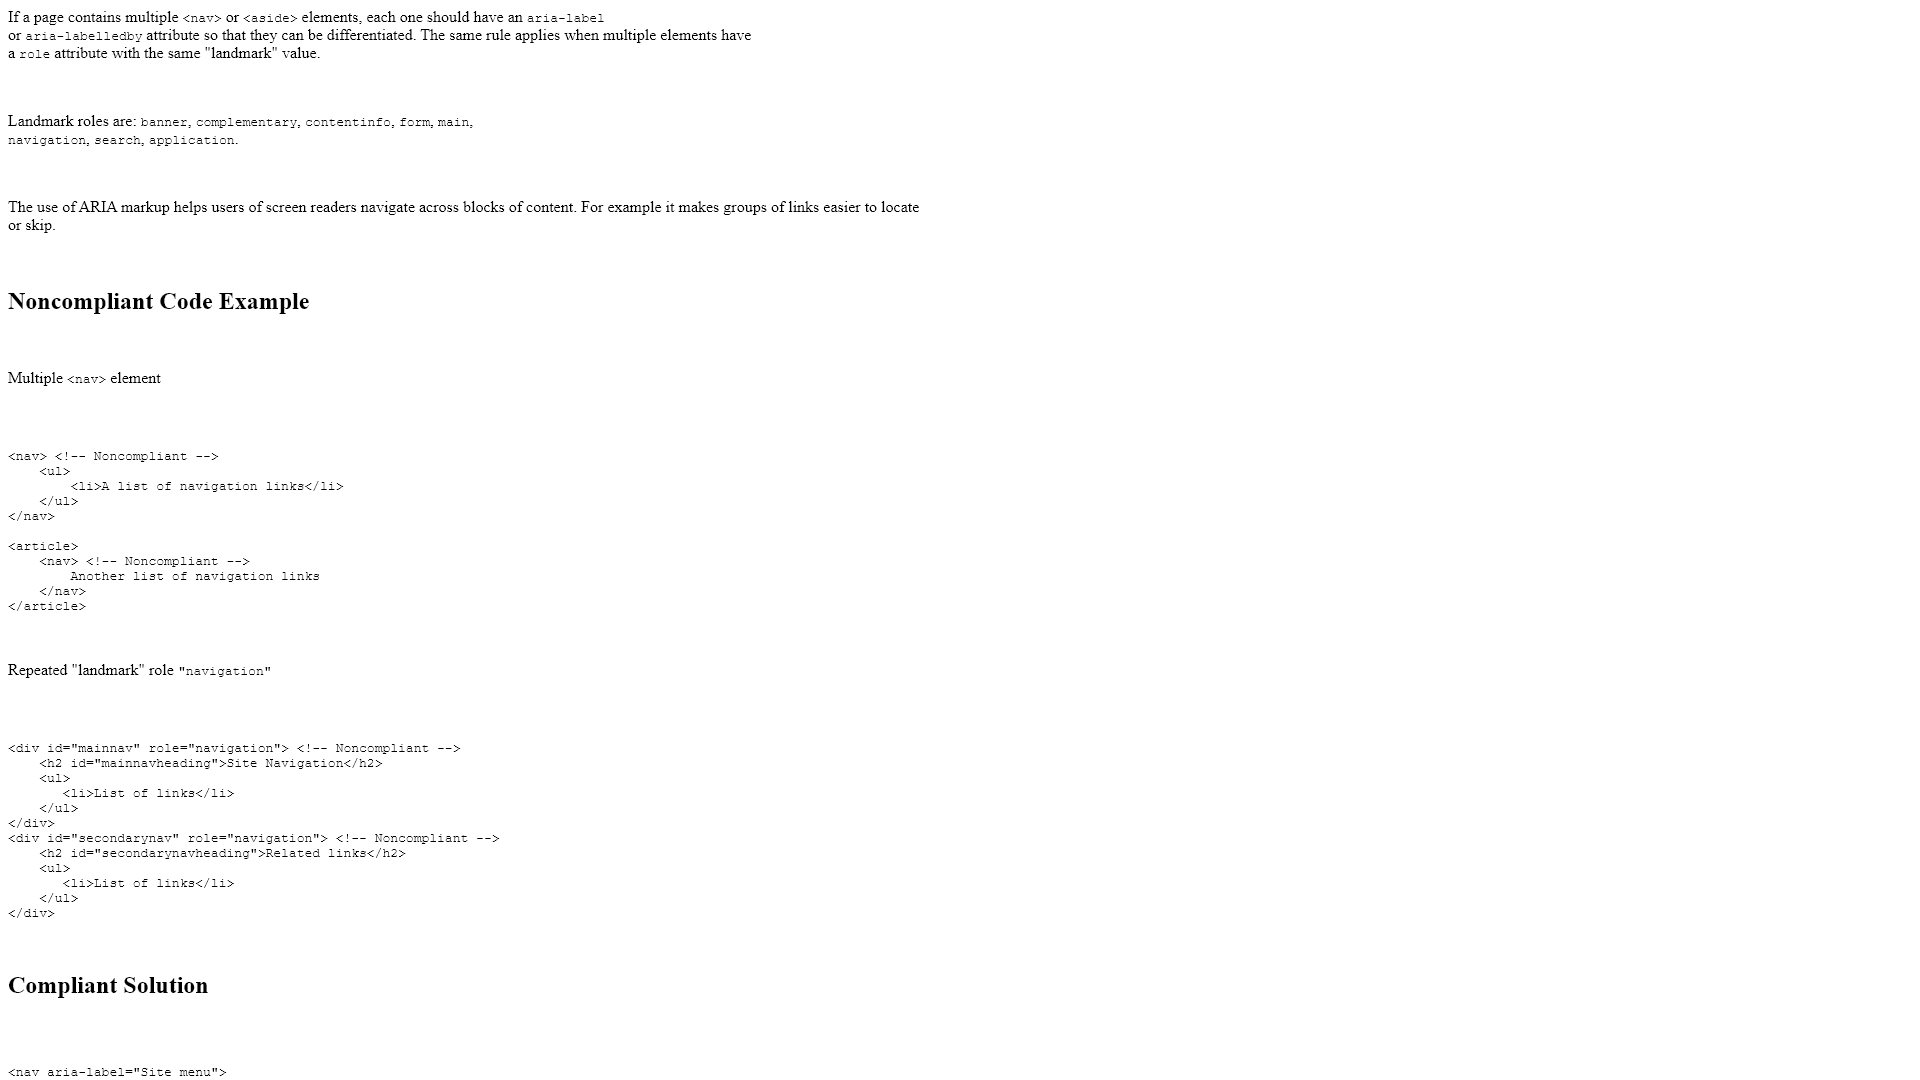 If a page contains multiple <nav> or <aside> elements, each one should have an aria-label
or aria-labelledby attribute so that they can be differentiated. The same rule applies when multiple elements have
a role attribute with the same "landmark" value.
Landmark roles are: banner, complementary, contentinfo, form, main,
navigation, search, application.
The use of ARIA markup helps users of screen readers navigate across blocks of content. For example it makes groups of links easier to locate
or skip.
Noncompliant Code Example
Multiple <nav> element
<nav> <!-- Noncompliant -->
    <ul>
        <li>A list of navigation links</li>
    </ul>
</nav>
<article>
    <nav> <!-- Noncompliant -->
        Another list of navigation links
    </nav>
</article>
Repeated "landmark" role "navigation"
<div id="mainnav" role="navigation"> <!-- Noncompliant -->
    <h2 id="mainnavheading">Site Navigation</h2>
    <ul>
       <li>List of links</li>
    </ul>
</div>
<div id="secondarynav" role="navigation"> <!-- Noncompliant -->
    <h2 id="secondarynavheading">Related links</h2>
    <ul>
       <li>List of links</li>
    </ul>
</div>
Compliant Solution
<nav aria-label="Site menu">